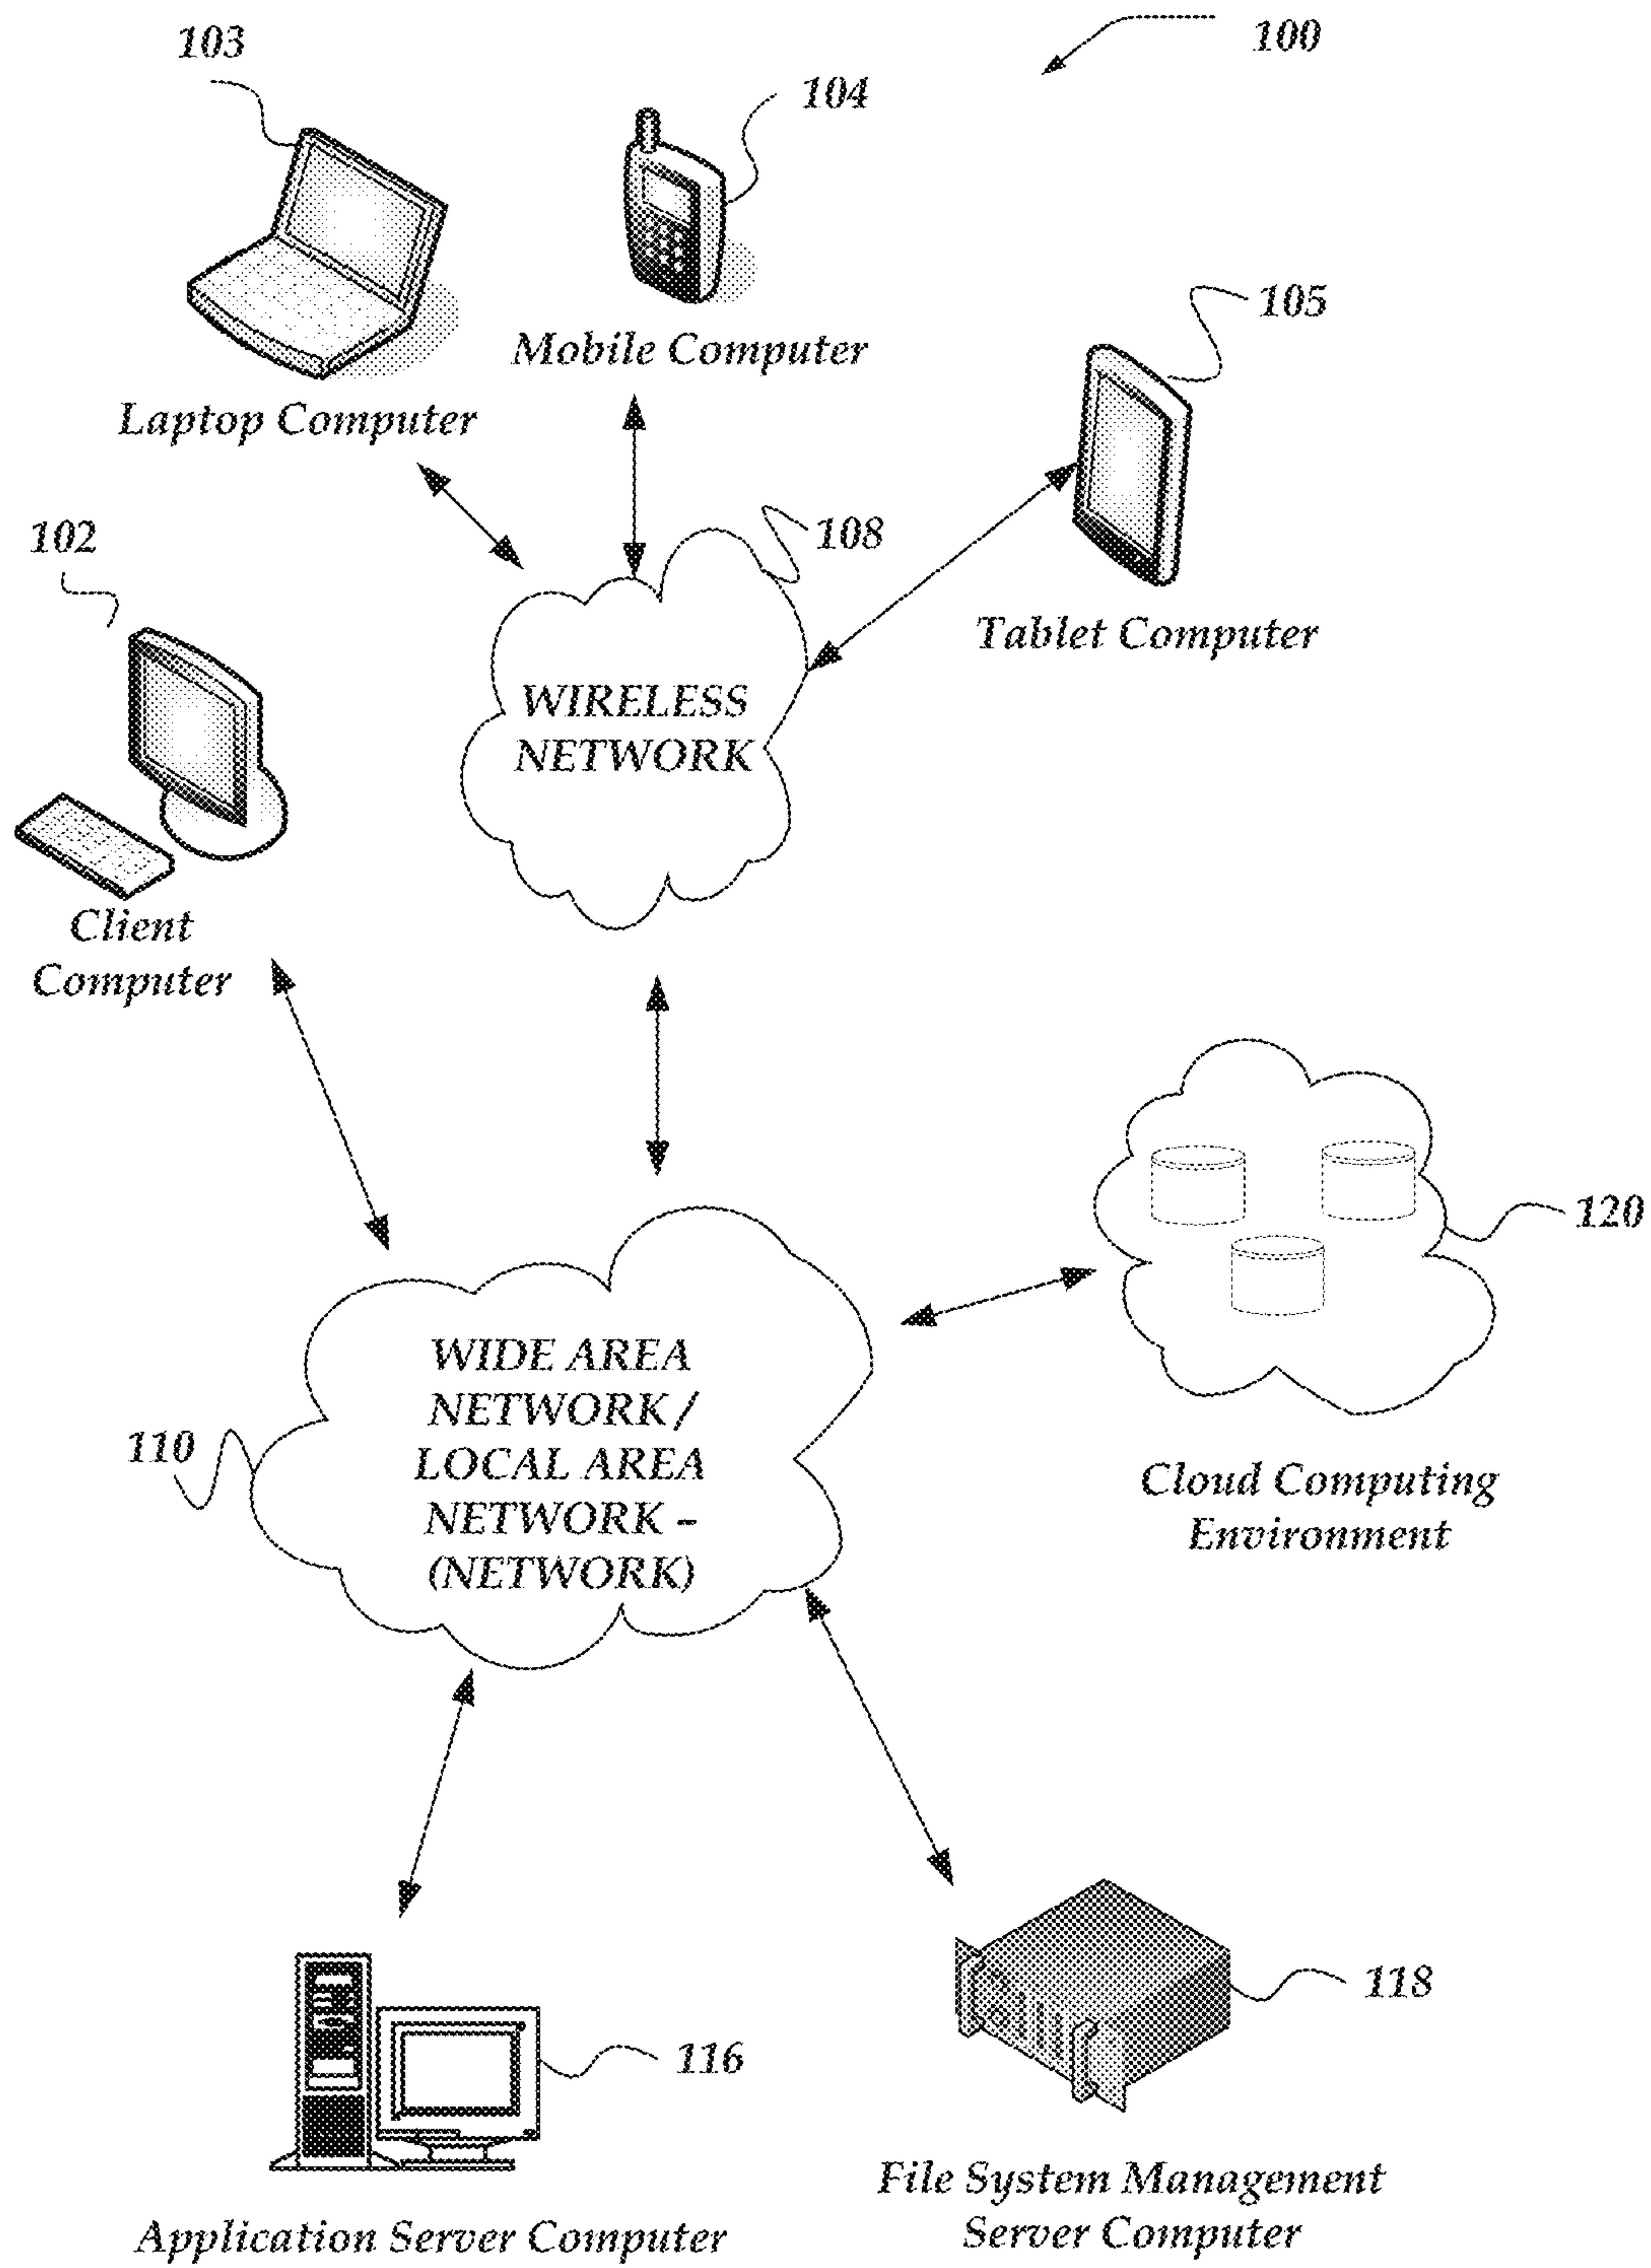 103
100
104
105
Mobile Computer
Laptop Computer
102
108
Tablet Computer
WIRELESS
NETWORK
Client
Computer
120
WIDE AREA
NETWORK /
LOCAL AREA
NETWORK –
(NETWORK)
110
Cloud Computing
Environment
118
116
File System Management
Server Computer
Application Server Computer